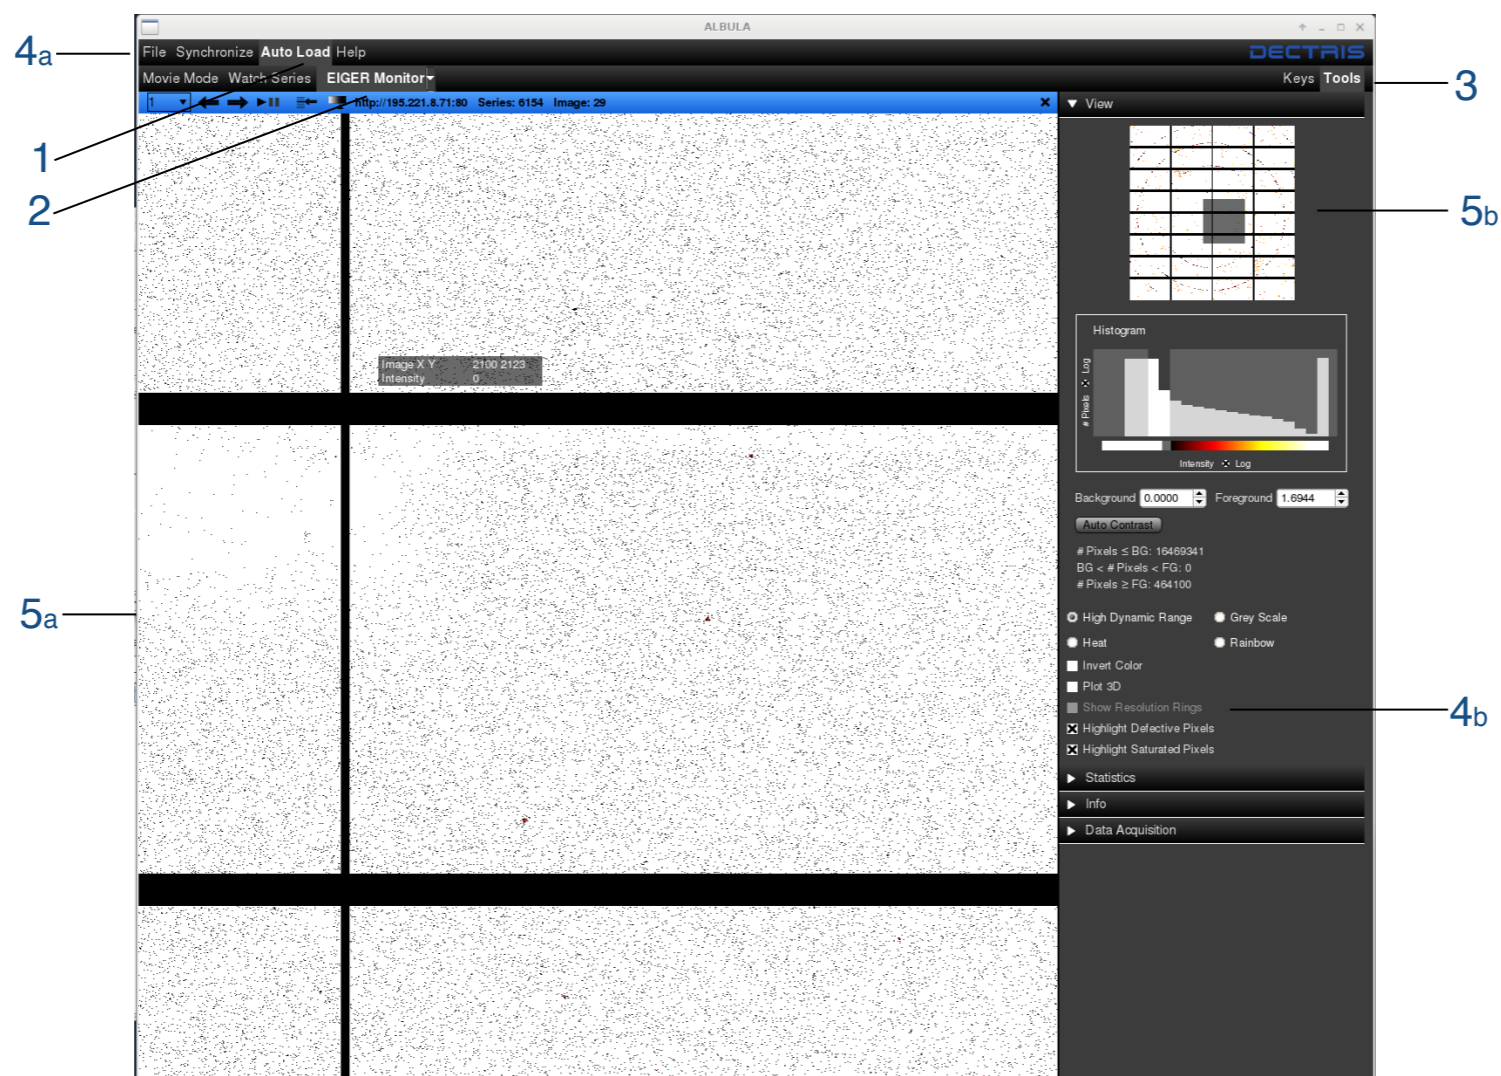 ALBULA
4a
File Synchronize Auto Load Help
DECTRIS
Movie Mode Watch Series EIGER Monitor
Keys Tools
3
1 http://195.221.8.71:80 Series: 6154 Image: 29
View
1
2
5b
Histogram
Image X Y 2100 2123
Intensity 0
# Pixels Log
Intensity Log
Background 0.0000 Foreground 1.6944
Auto Contrast
# Pixels ≤ BG: 16469341
BG < # Pixels < FG: 0
# Pixels ≥ FG: 464100
5a
High Dynamic Range Grey Scale
Heat Rainbow
Invert Color
Plot 3D
Show Resolution Rings
4b
Highlight Defective Pixels
Highlight Saturated Pixels
Statistics
Info
Data Acquisition